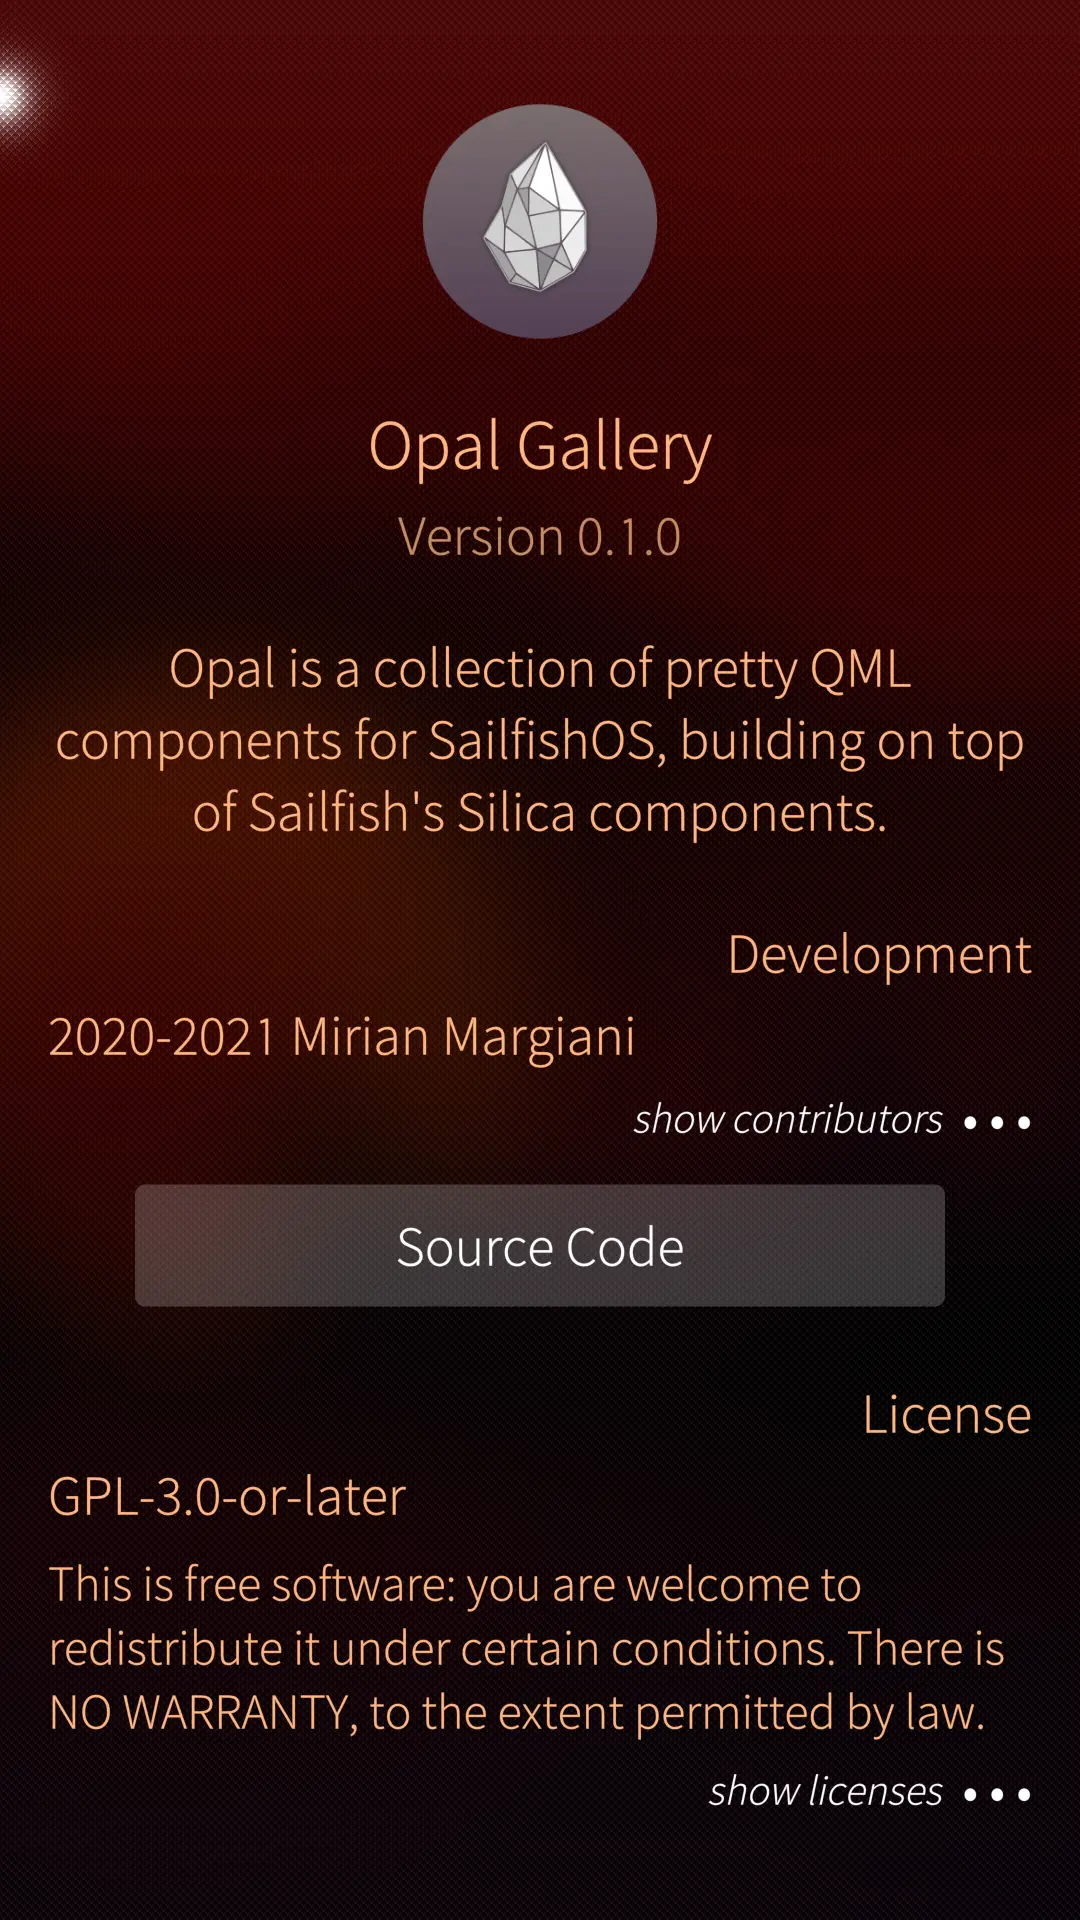 Opal Gallery
Version 0.1.0
Opal is a collection of pretty QML
components for SailfishOS, building on top
of Sailfish's Silica components.
Development
2020-2021 Mirian Margiani
show contributors •••
Source Code
License
GPL-3.0-or-later
This is free software: you are welcome to
redistribute it under certain conditions. There is
NO WARRANTY, to the extent permitted by law.
show licenses •••